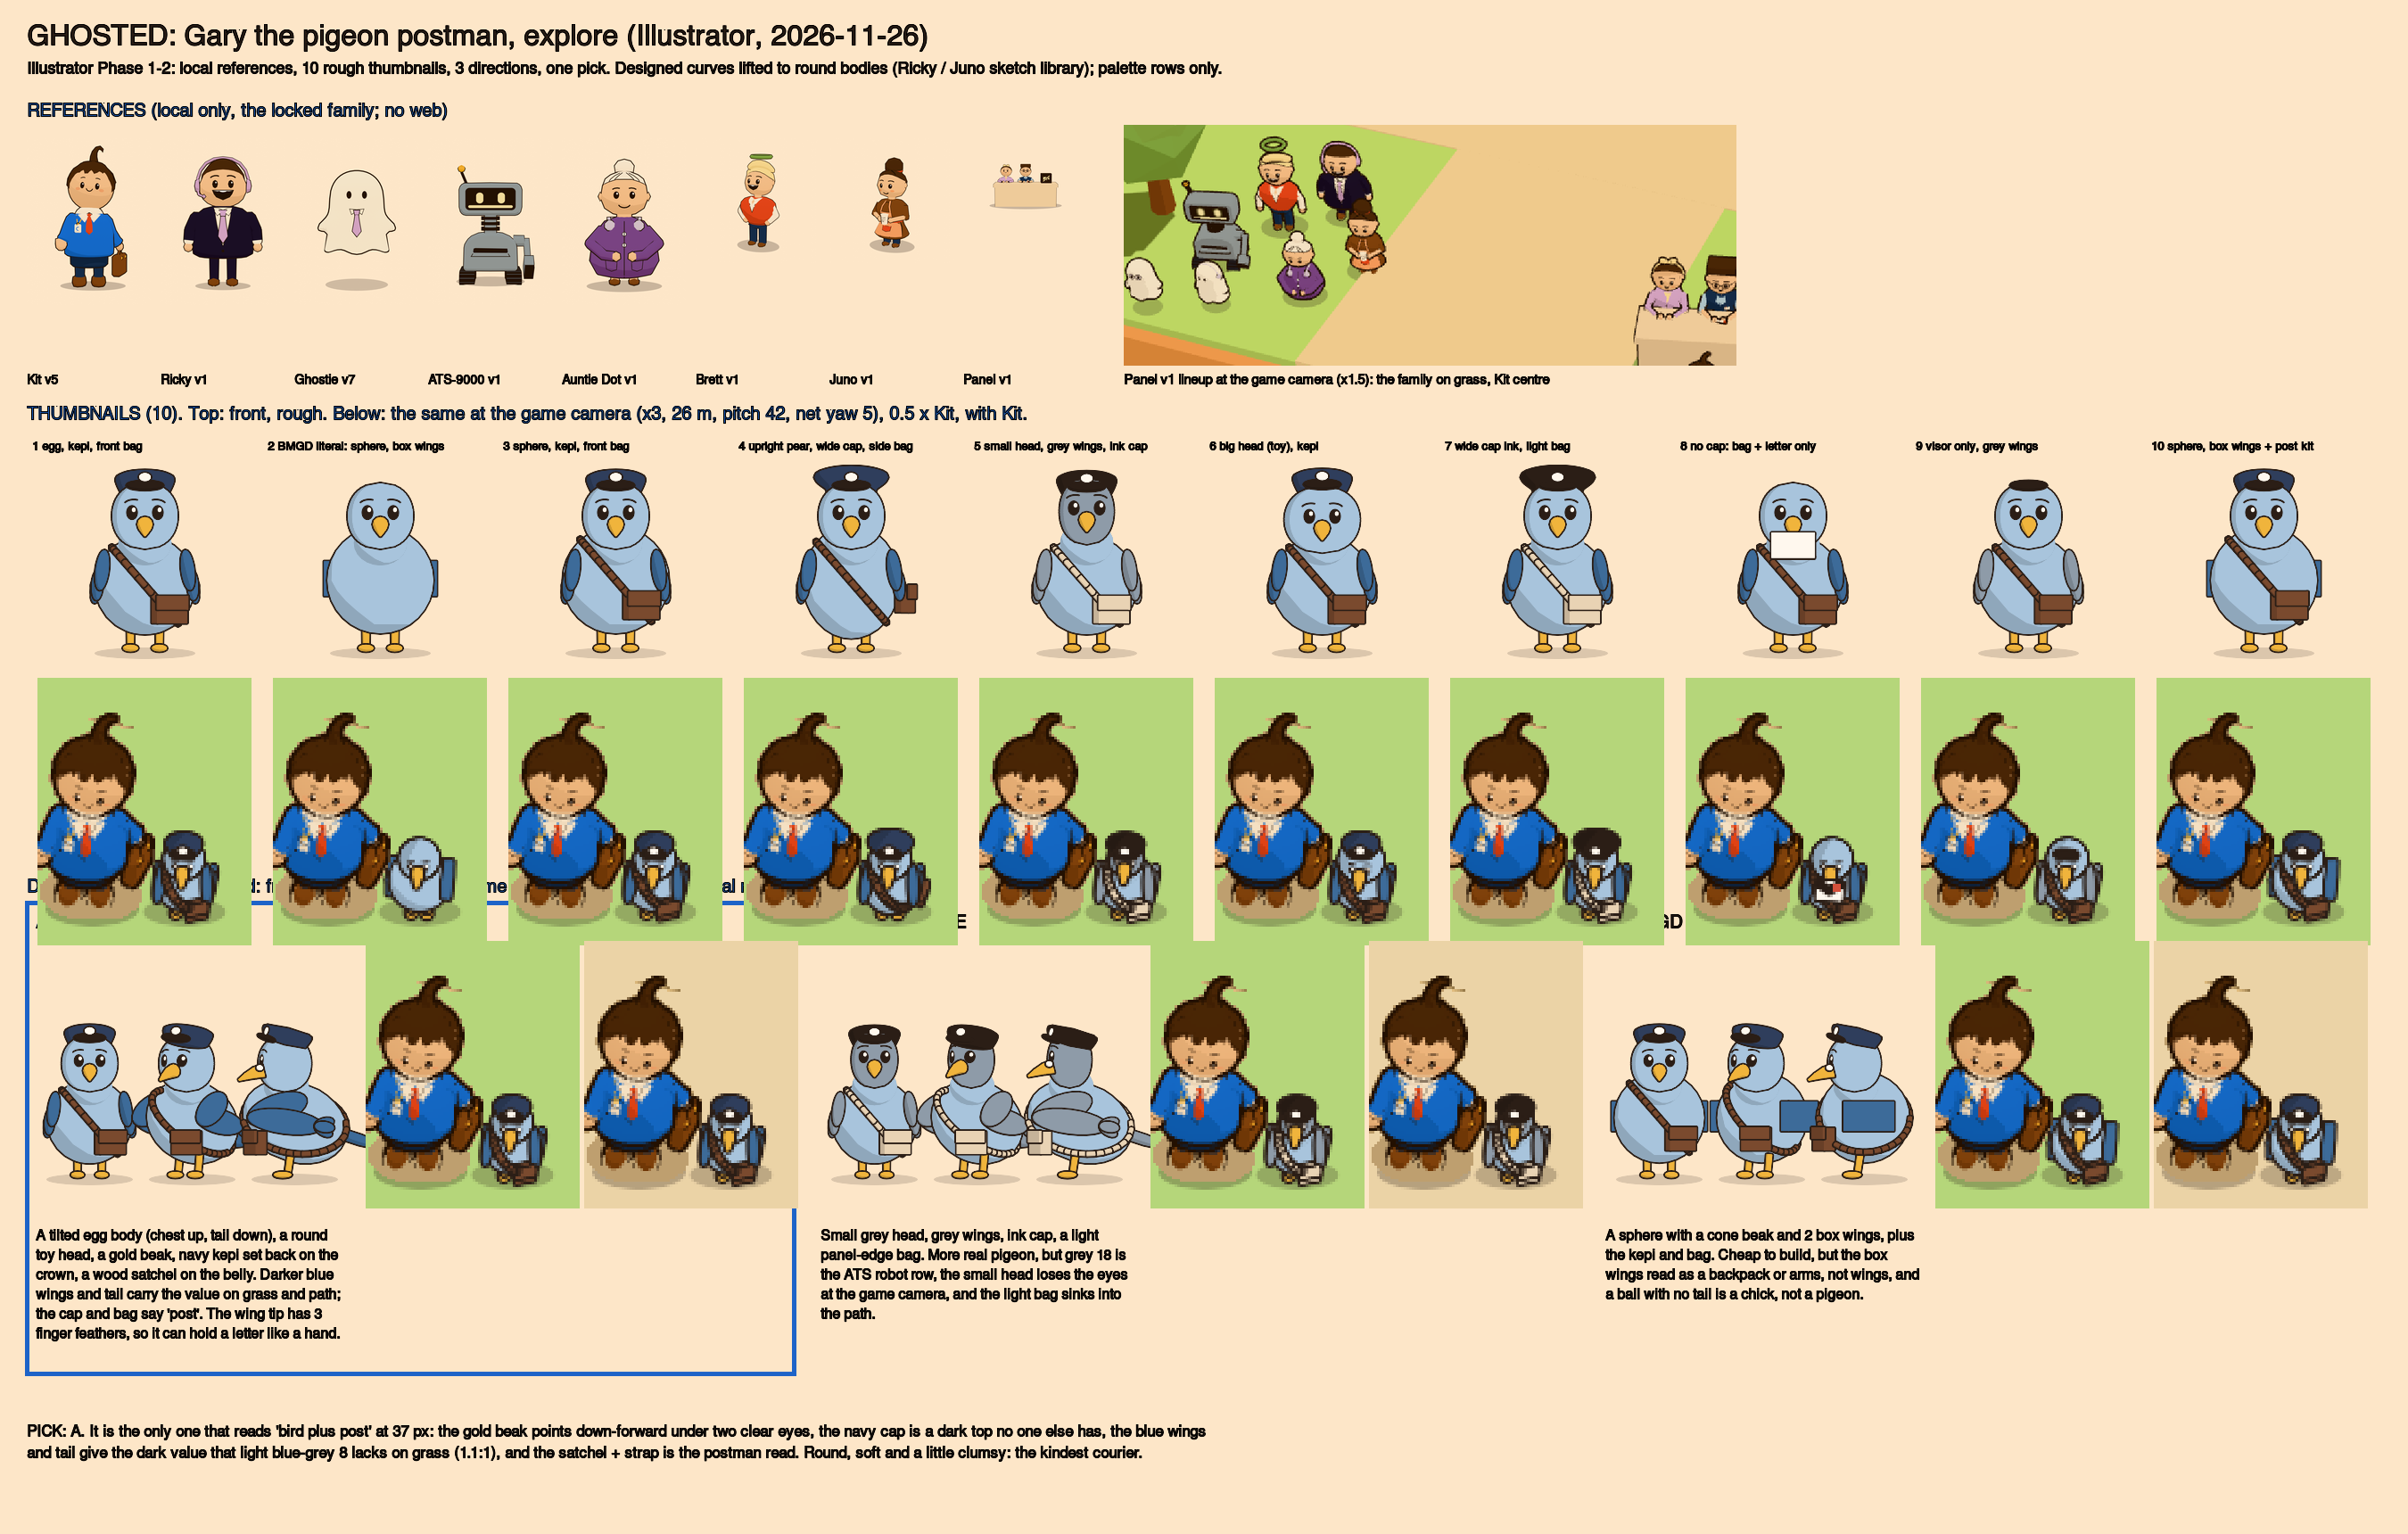 GHOSTED: Gary the pigeon postman, explore (Illustrator, 2026-11-26)
Illustrator Phase 1-2: local references, 10 rough thumbnails, 3 directions, one pick. Designed curves lifted to round bodies (Ricky / Juno sketch library); palette rows only.
REFERENCES (local only, the locked family; no web)
Kit v5
Ricky v1
Ghostie v7
ATS-9000 v1
Auntie Dot v1
Brett v1
Juno v1
Panel v1
Panel v1 lineup at the game camera (x1.5): the family on grass, Kit centre
THUMBNAILS (10). Top: front, rough. Below: the same at the game camera (x3, 26 m, pitch 42, net yaw 5), 0.5 x Kit, with Kit.
1 egg, kepi, front bag
2 BMGD literal: sphere, box wings
3 sphere, kepi, front bag
4 upright pear, wide cap, side bag
5 small head, grey wings, ink cap
6 big head (toy), kepi
7 wide cap ink, light bag
8 no cap: bag + letter only
9 visor only, grey wings
10 sphere, box wings + post kit
A tilted egg body (chest up, tail down), a round
toy head, a gold beak, navy kepi set back on the
crown, a wood satchel on the belly. Darker blue
wings and tail carry the value on grass and path;
the cap and bag say 'post'. The wing tip has 3
finger feathers, so it can hold a letter like a hand.
Small grey head, grey wings, ink cap, a light
panel-edge bag. More real pigeon, but grey 18 is
the ATS robot row, the small head loses the eyes
at the game camera, and the light bag sinks into
the path.
A sphere with a cone beak and 2 box wings, plus
the kepi and bag. Cheap to build, but the box
wings read as a backpack or arms, not wings, and
a ball with no tail is a chick, not a pigeon.
PICK: A. It is the only one that reads 'bird plus post' at 37 px: the gold beak points down-forward under two clear eyes, the navy cap is a dark top no one else has, the blue wings
and tail give the dark value that light blue-grey 8 lacks on grass (1.1:1), and the satchel + strap is the postman read. Round, soft and a little clumsy: the kindest courier.